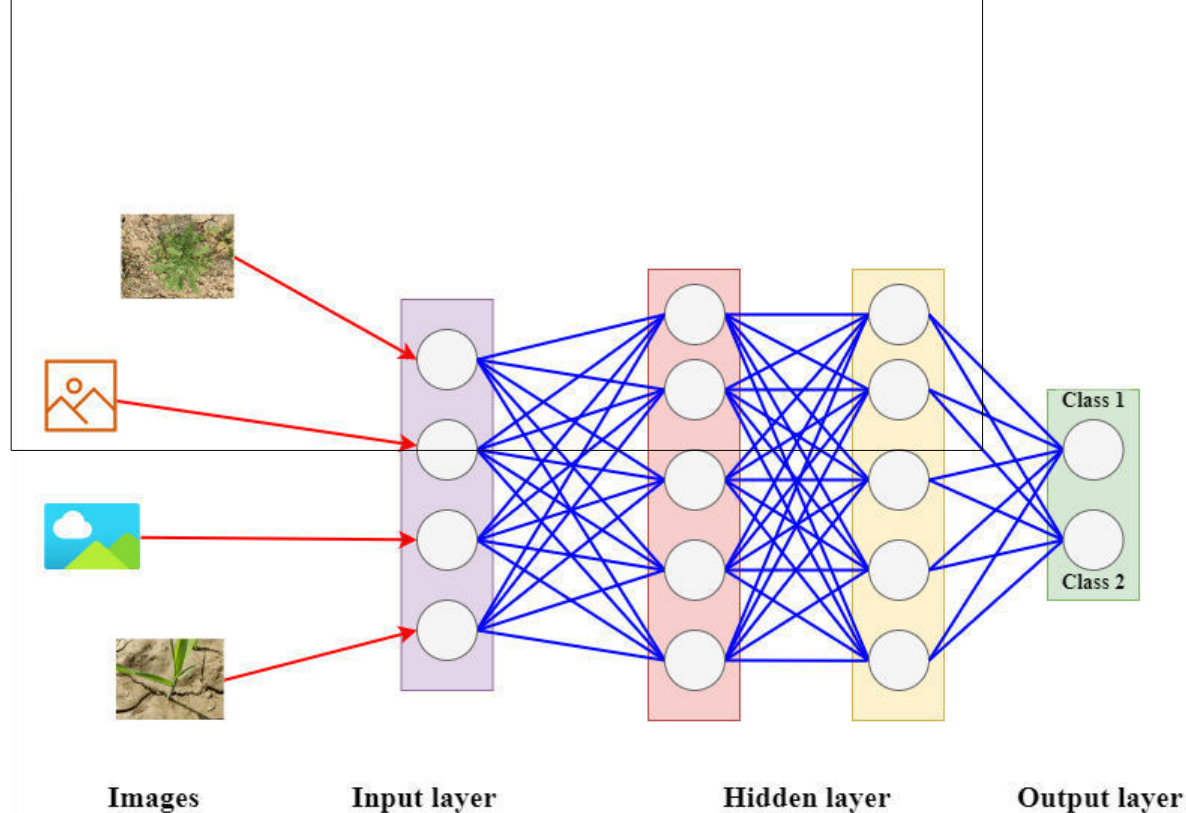 Class 1
Class 2
Images
Input layer
Hidden layer
Output layer